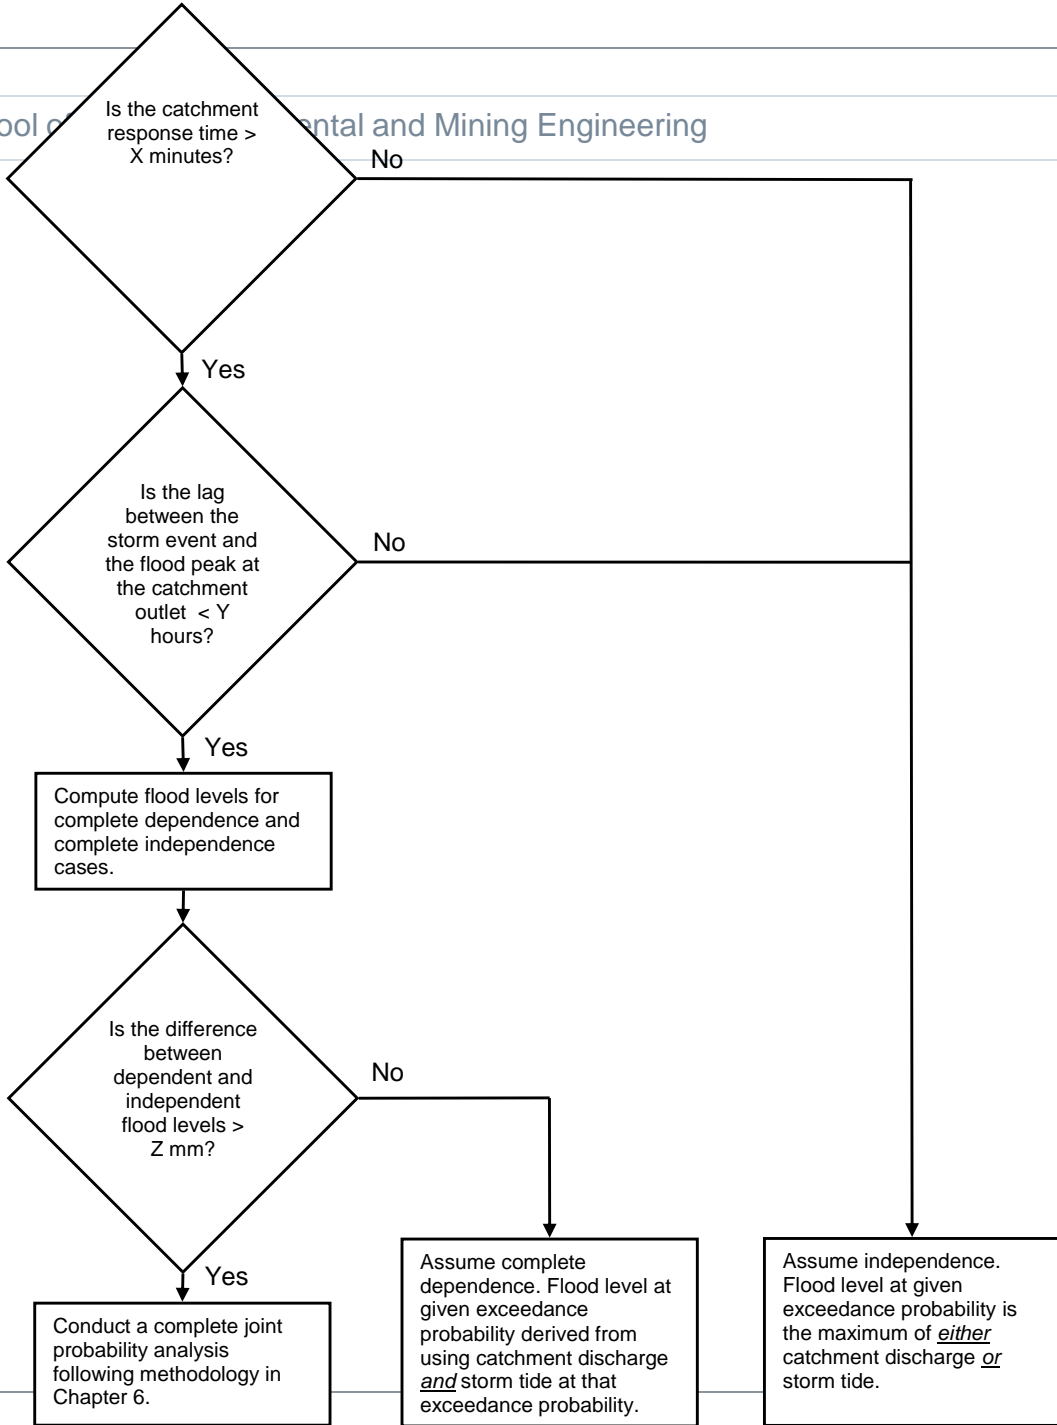 Is the catchment
response time >
X minutes?
ool of ental and Mining Engineering
No
Yes
Is the lag
between the
storm event and
the flood peak at
the catchment
outlet < Y
hours?
No
Yes
Compute flood levels for
complete dependence and
complete independence
cases.
Is the difference
between
dependent and
independent
flood levels >
Z mm?
No
Yes
Conduct a complete joint
probability analysis
following methodology in
Chapter 6.
Assume complete
dependence. Flood level at
given exceedance
probability derived from
using catchment discharge
and storm tide at that
exceedance probability.
Assume independence.
Flood level at given
exceedance probability is
the maximum of either
catchment discharge or
storm tide.